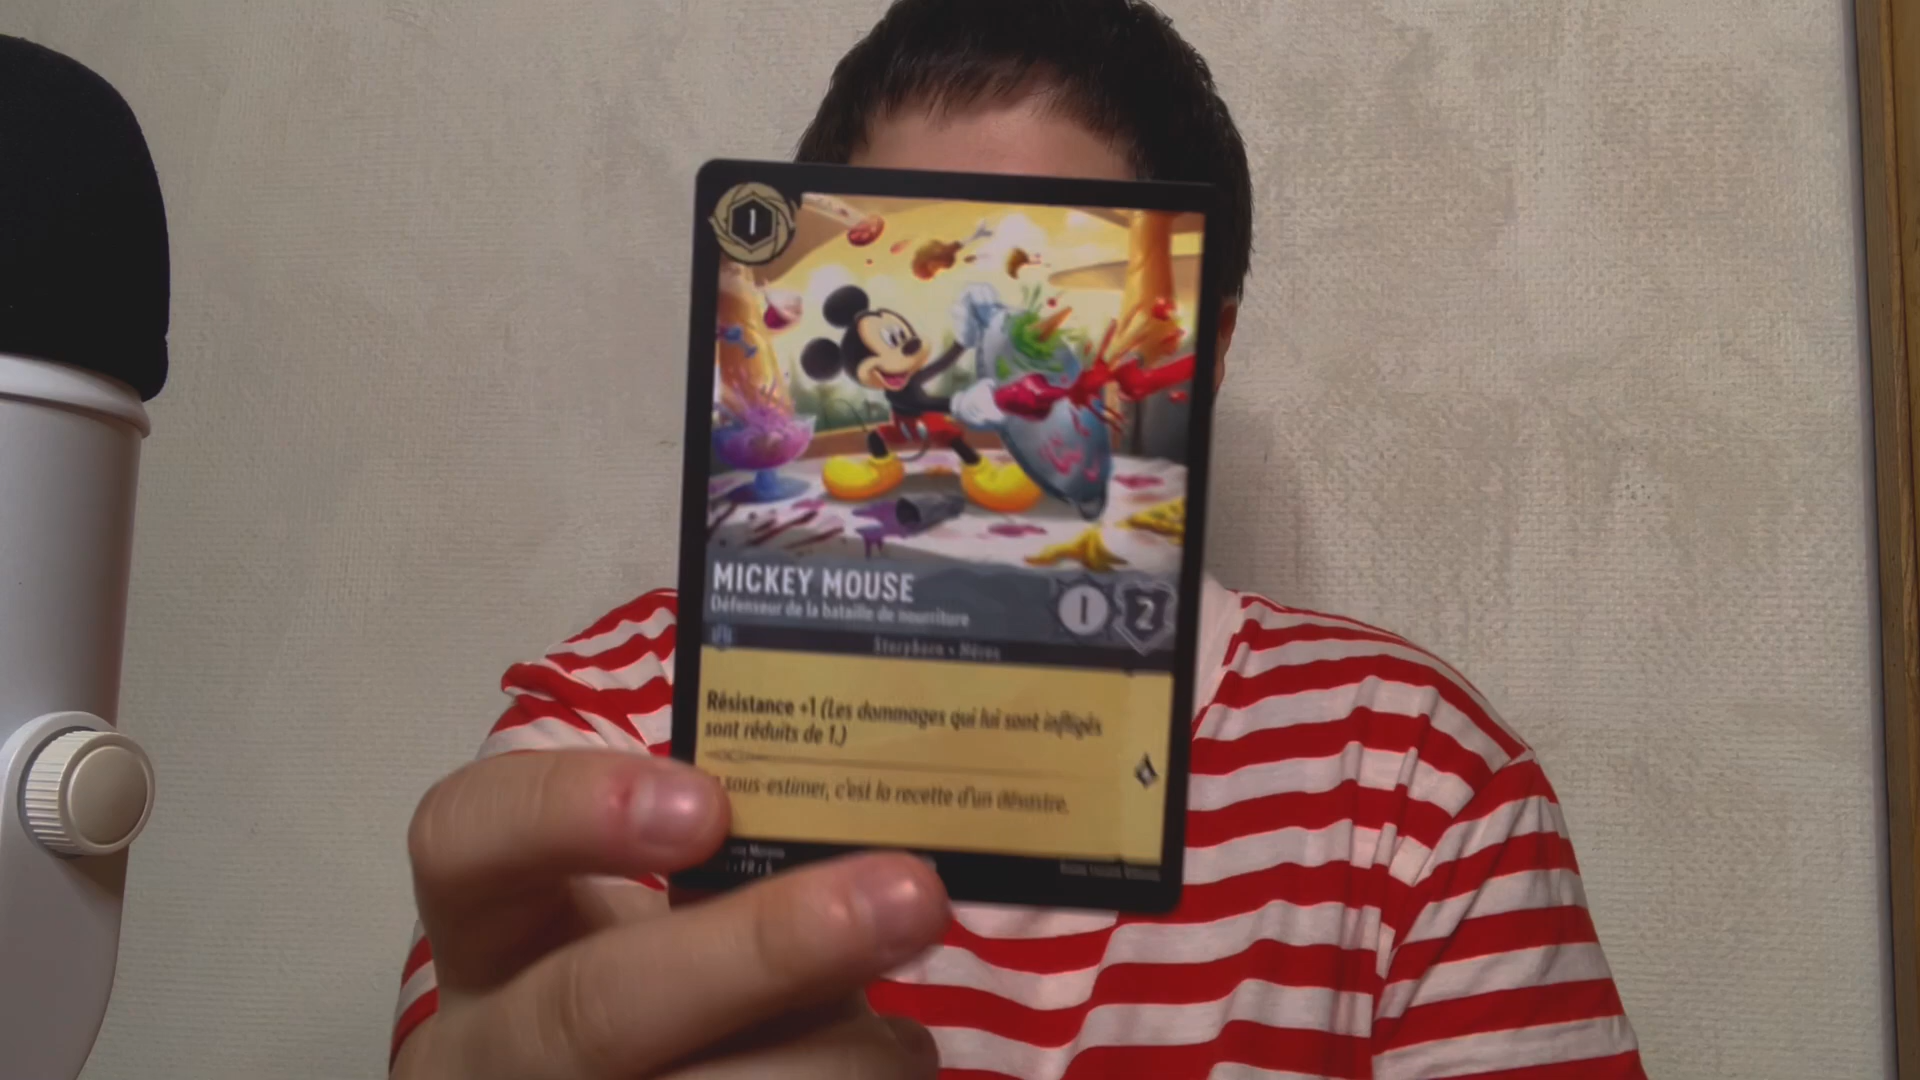 1
MICKEY MOUSE
Défenseur de la bataille de nourriture
1 2
Storyborn • Héros
Résistance +1 (Les dommages qui lui sont infligés
sont réduits de 1.)
sous-estimer, c'est la recette d'un désastre.